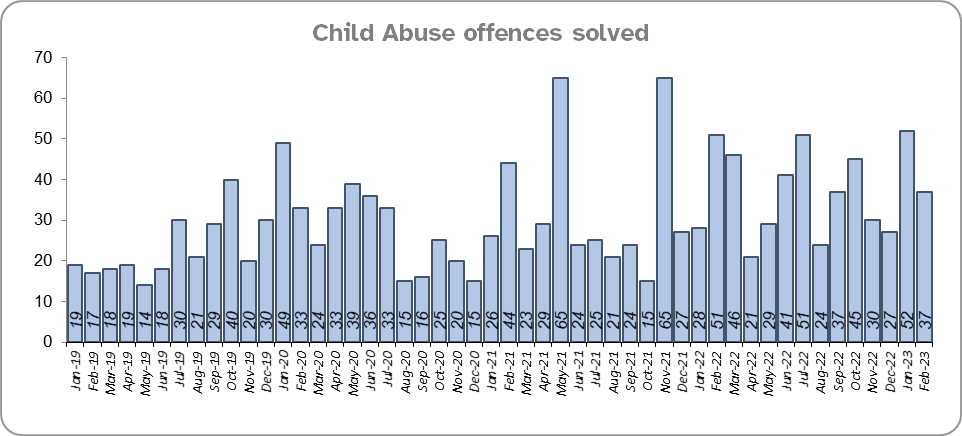 Child Abuse offences solved
70
60
50
40
30
20
10
0
19 17 18 19 14 18 30 21 29 40 20 30 49 33 24 33 39 36 33 15 16 25 20 15 26 44 23 29 65 24 25 21 24 15 65 27 28 51 46 21 29 41 51 24 37 45 30 27 52 37
Jan-19 Feb-19 Mar-19 Apr-19 May-19 Jun-19 Jul-19 Aug-19 Sep-19 Oct-19 Nov-19 Dec-19 Jan-20 Feb-20 Mar-20 Apr-20 May-20 Jun-20 Jul-20 Aug-20 Sep-20 Oct-20 Nov-20 Dec-20 Jan-21 Feb-21 Mar-21 Apr-21 May-21 Jun-21 Jul-21 Aug-21 Sep-21 Oct-21 Nov-21 Dec-21 Jan-22 Feb-22 Mar-22 Apr-22 May-22 Jun-22 Jul-22 Aug-22 Sep-22 Oct-22 Nov-22 Dec-22 Jan-23 Feb-23